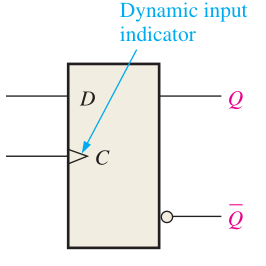 Dynamic input
indicator
D
Q
C
Q̅